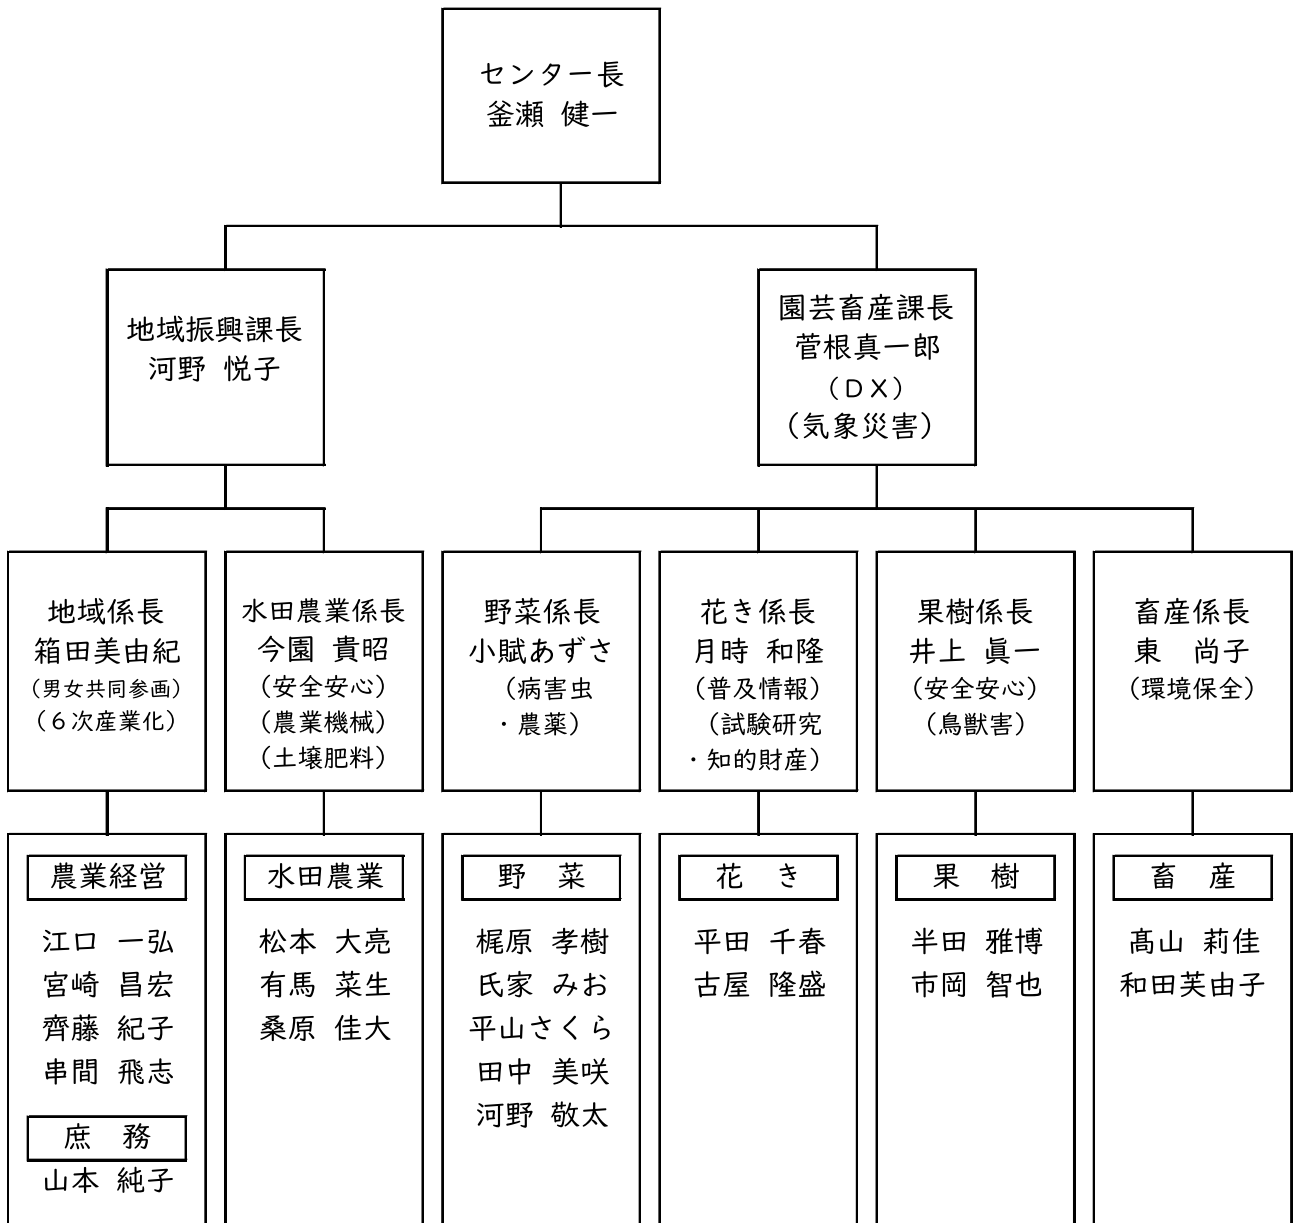 センター長
釜瀬 健一
地域振興課長
河野 悦子
園芸畜産課長
菅根真一郎
（ＤＸ）
（気象災害）
地域係長
箱田美由紀
（男女共同参画）
（６次産業化）
水田農業係長
今園 貴昭
（安全安心）
（農業機械）
（土壌肥料）
野菜係長
小賦あずさ
（病害虫
・農薬）
花き係長
月時 和隆
（普及情報）
（試験研究
・知的財産）
果樹係長
井上 眞一
（安全安心）
（鳥獣害）
畜産係長
東　尚子
（環境保全）
農業経営
江口 一弘
宮崎 昌宏
齊藤 紀子
串間 飛志
庶　務
山本 純子
水田農業
松本 大亮
有馬 菜生
桑原 佳大
野　菜
梶原 孝樹
氏家 みお
平山さくら
田中 美咲
河野 敬太
花　き
平田 千春
古屋 隆盛
果　樹
半田 雅博
市岡 智也
畜　産
髙山 莉佳
和田芙由子